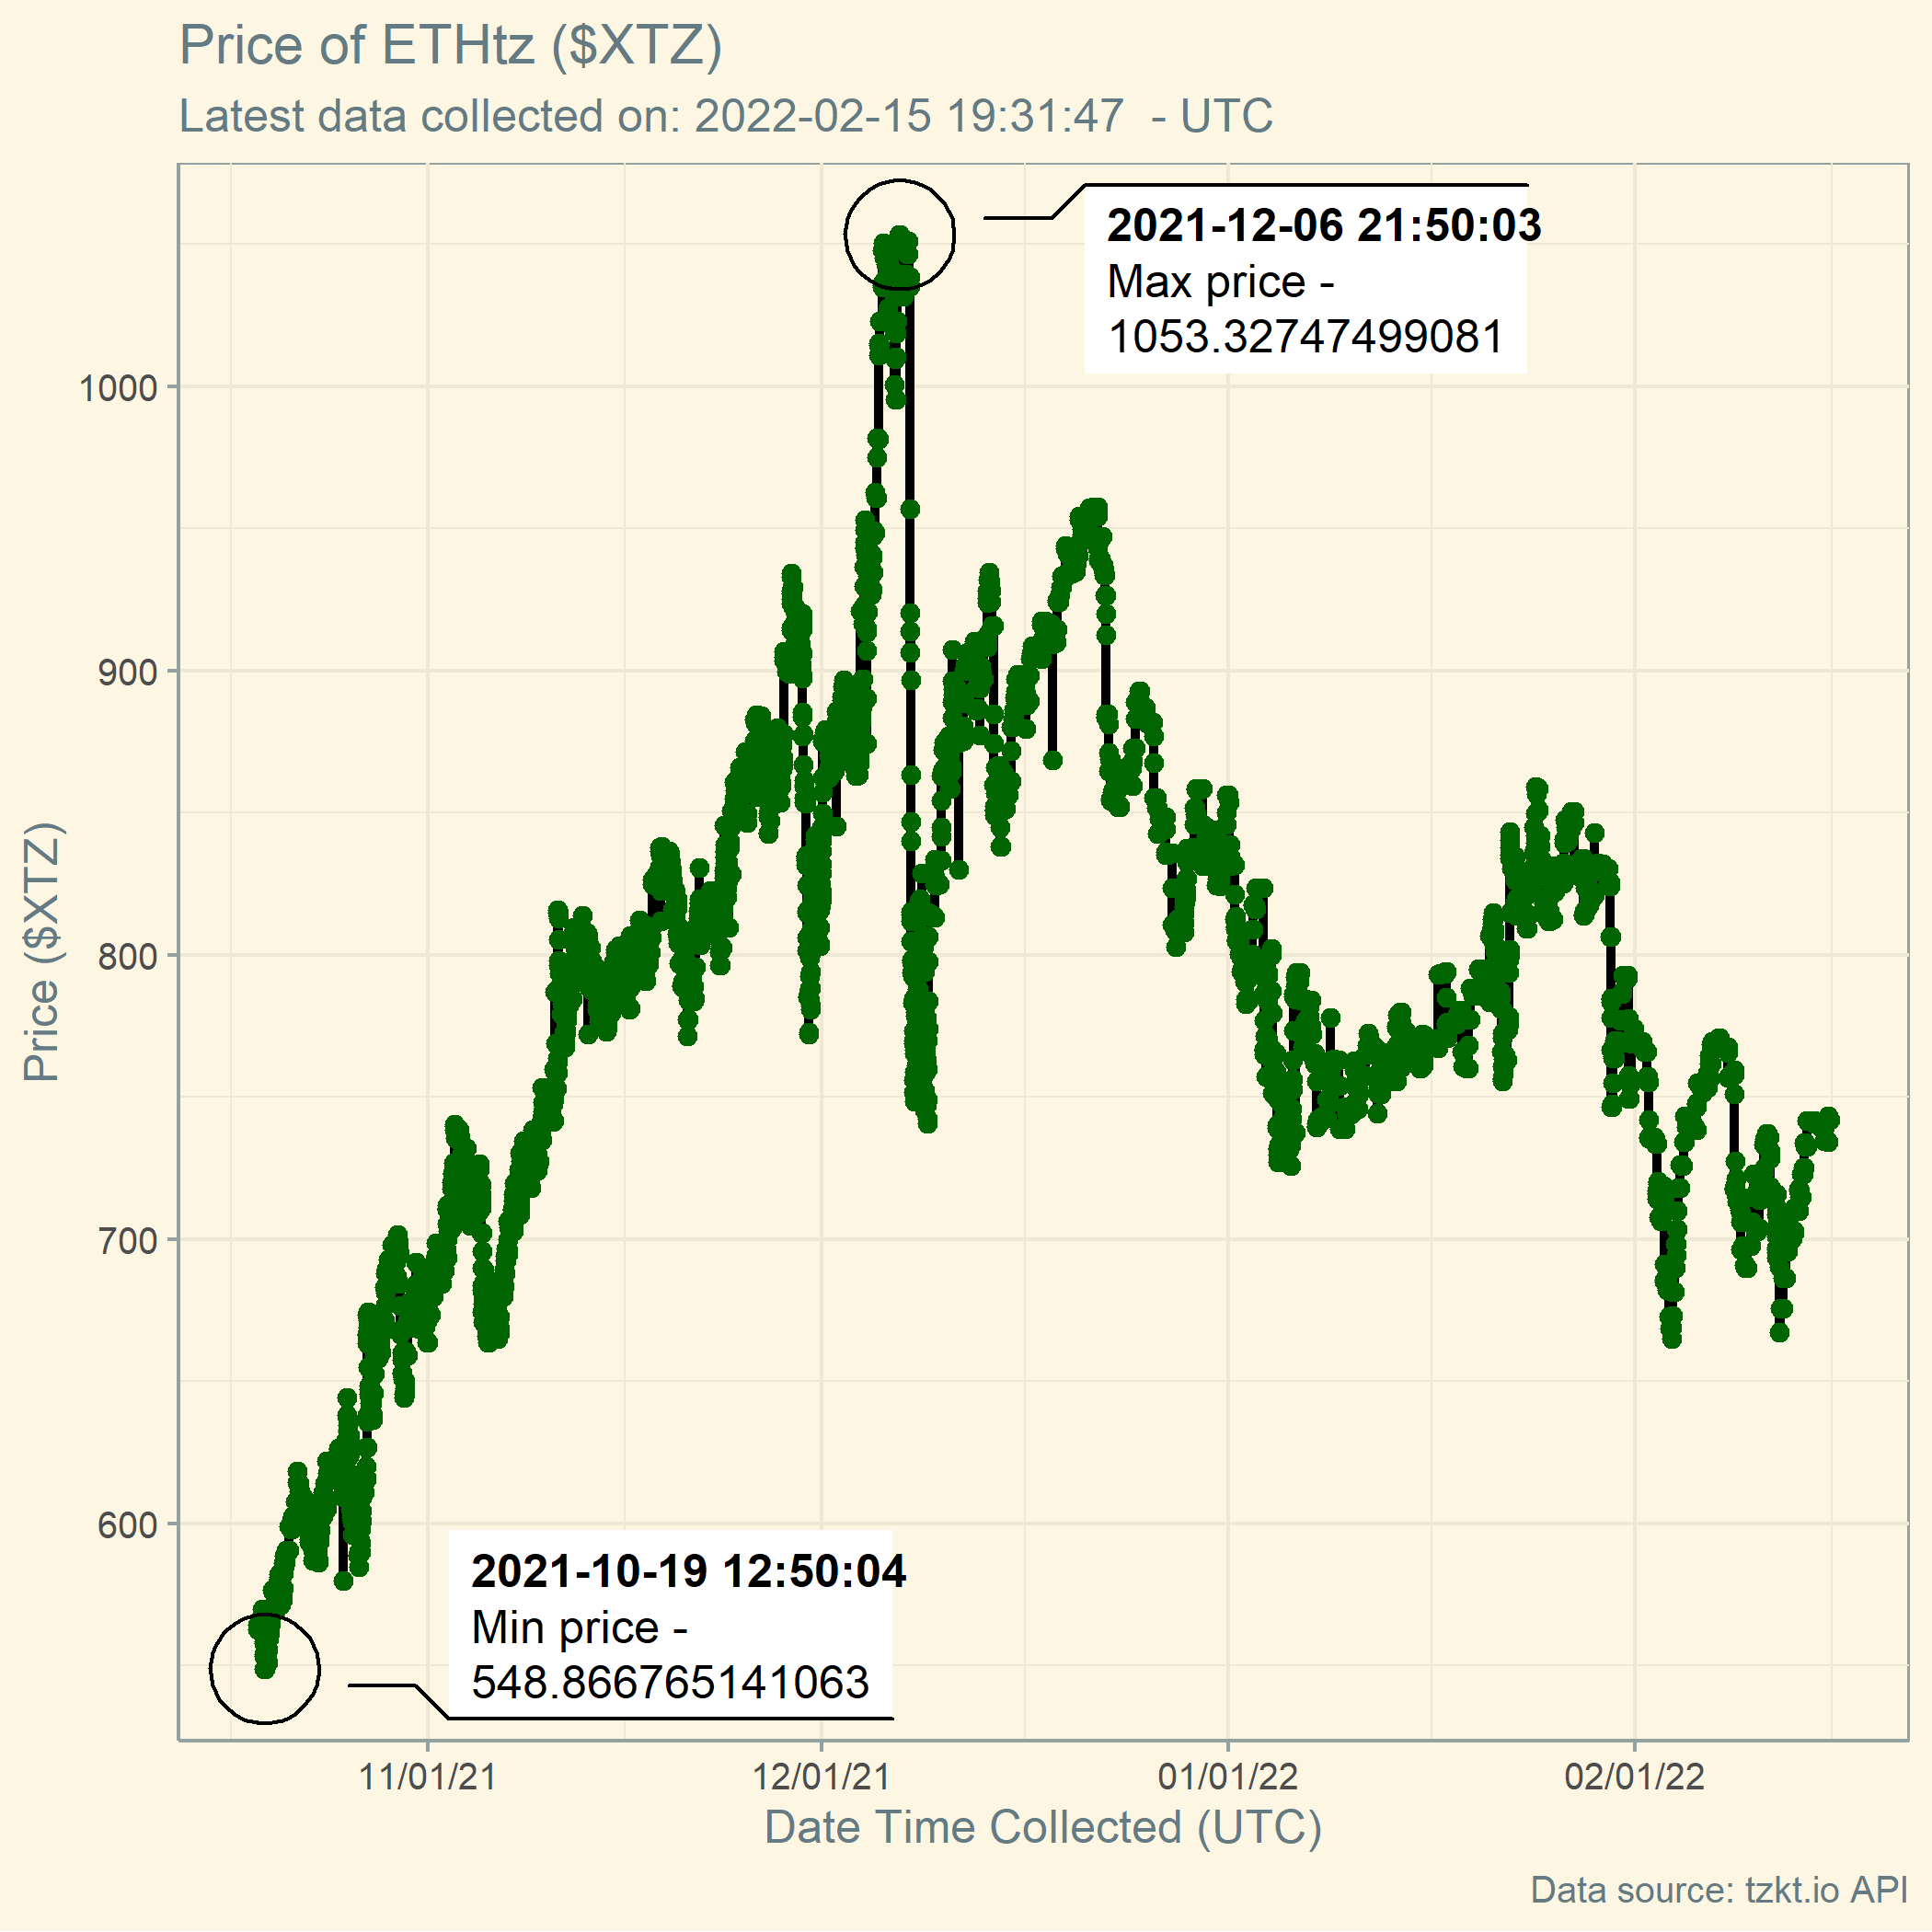 Price of ETHtz ($XTZ)
Latest data collected on: 2022-02-15 19:31:47  - UTC
2021-12-06 21:50:03
Max price -
1053.32747499081
1000
900
800
700
600
Price ($XTZ)
2021-10-19 12:50:04
Min price -
548.866765141063
11/01/21
12/01/21
01/01/22
02/01/22
Date Time Collected (UTC)
Data source: tzkt.io API